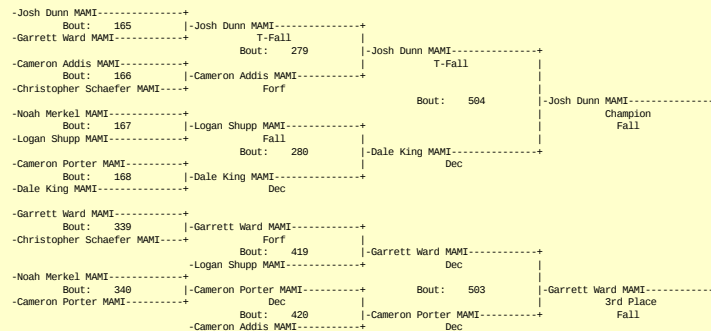 -Josh Dunn MAMI---------------+
Bout: 165 |-Josh Dunn MAMI---------------+
-Garrett Ward MAMI------------+ T-Fall |
Bout: 279 |-Josh Dunn MAMI---------------+
-Cameron Addis MAMI-----------+ | T-Fall |
Bout: 166 |-Cameron Addis MAMI-----------+ |
-Christopher Schaefer MAMI----+ Forf |
Bout: 504 |-Josh Dunn MAMI---------------
-Noah Merkel MAMI-------------+ | Champion
Bout: 167 |-Logan Shupp MAMI-------------+ | Fall
-Logan Shupp MAMI-------------+ Fall | |
Bout: 280 |-Dale King MAMI---------------+
-Cameron Porter MAMI----------+ | Dec
Bout: 168 |-Dale King MAMI---------------+
-Dale King MAMI---------------+ Dec
-Garrett Ward MAMI------------+
Bout: 339 |-Garrett Ward MAMI------------+
-Christopher Schaefer MAMI----+ Forf |
Bout: 419 |-Garrett Ward MAMI------------+
-Logan Shupp MAMI-------------+ Dec |
-Noah Merkel MAMI-------------+ |
Bout: 340 |-Cameron Porter MAMI----------+ Bout: 503 |-Garrett Ward MAMI------------
-Cameron Porter MAMI----------+ Dec | | 3rd Place
Bout: 420 |-Cameron Porter MAMI----------+ Fall
-Cameron Addis MAMI-----------+ Dec